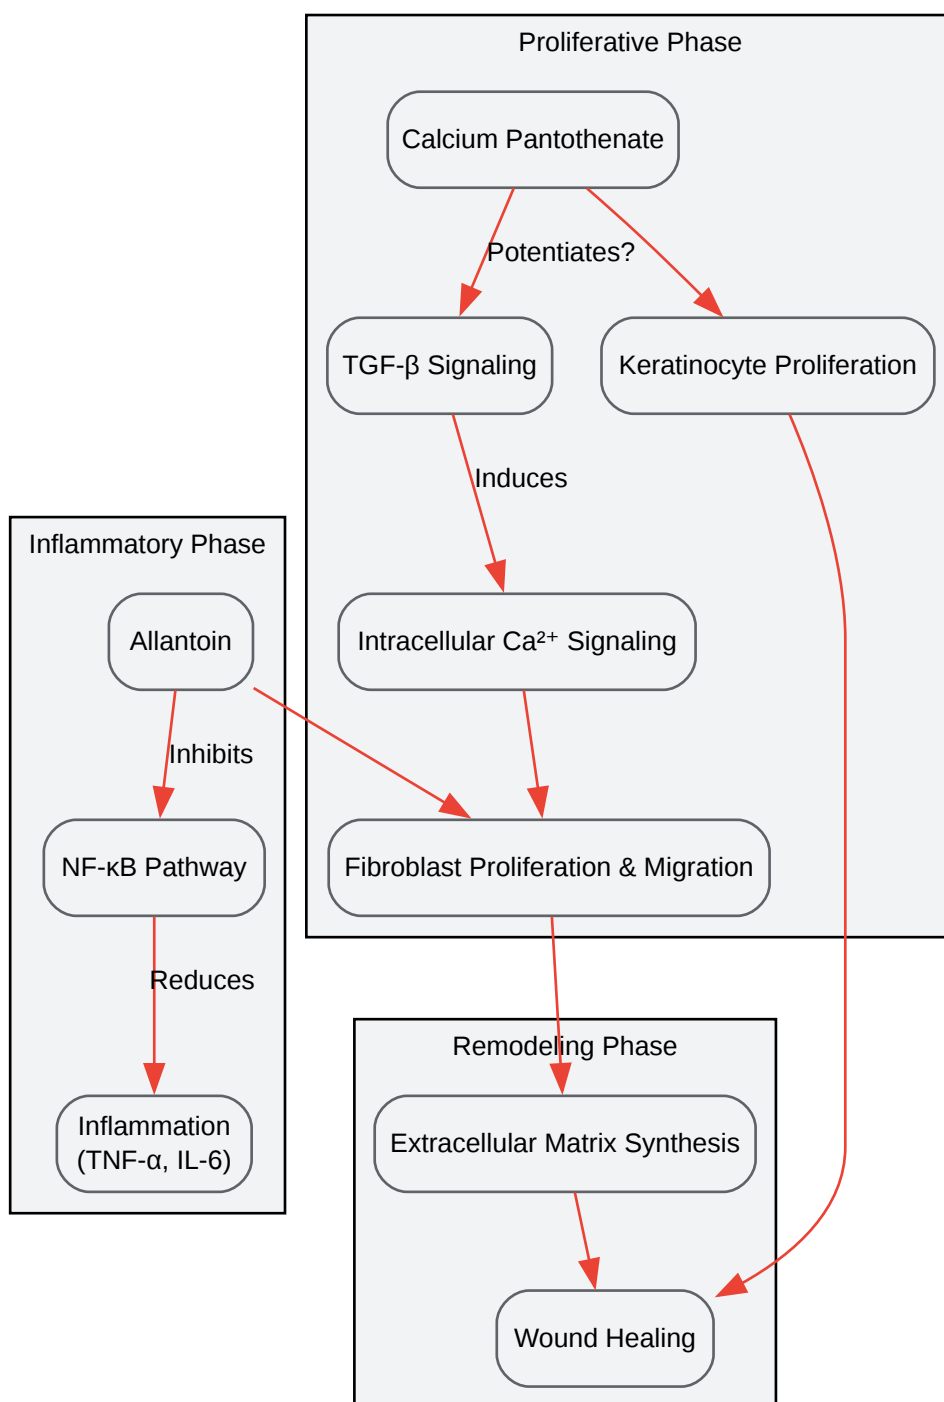 Proliferative Phase
Calcium Pantothenate
Potentiates?
TGF-β Signaling
Keratinocyte Proliferation
Induces
Inflammatory Phase
Allantoin
Intracellular Ca²⁺ Signaling
Inhibits
NF-κB Pathway
Fibroblast Proliferation & Migration
Reduces
Remodeling Phase
Inflammation
(TNF-α, IL-6)
Extracellular Matrix Synthesis
Wound Healing